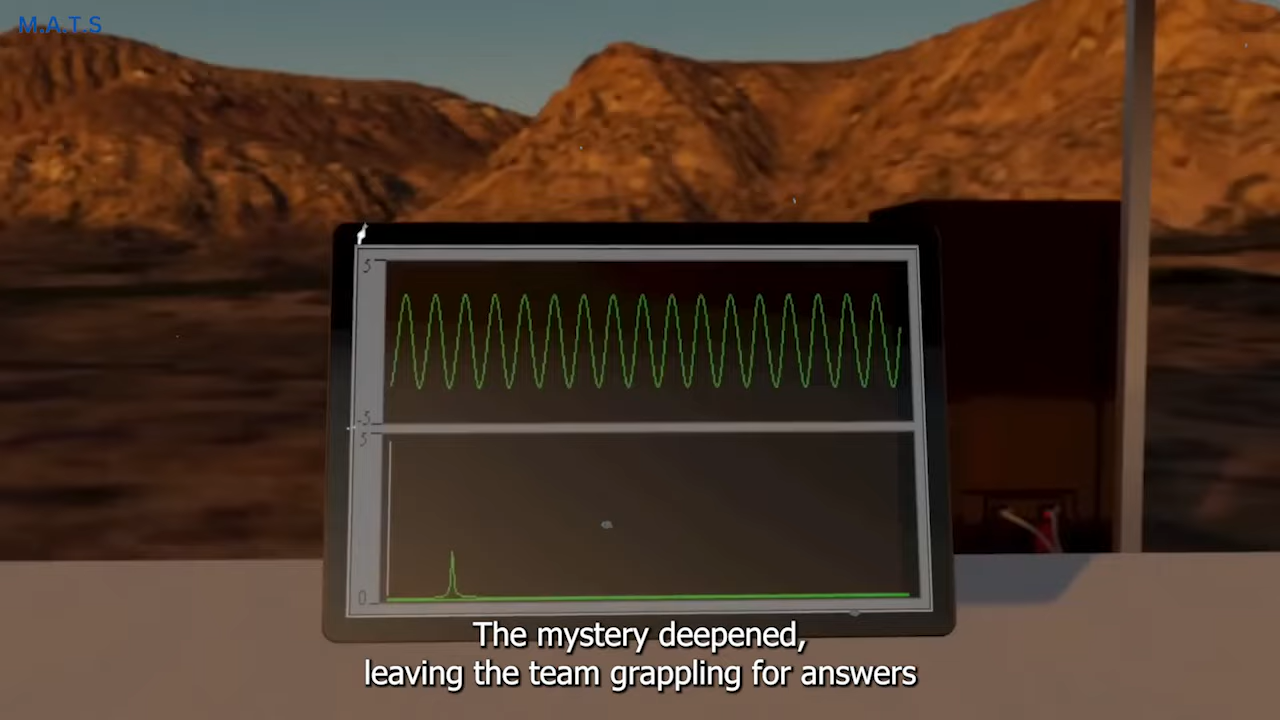 M.A.T.S
5
-5
5
0
The mystery deepened,
leaving the team grappling for answers